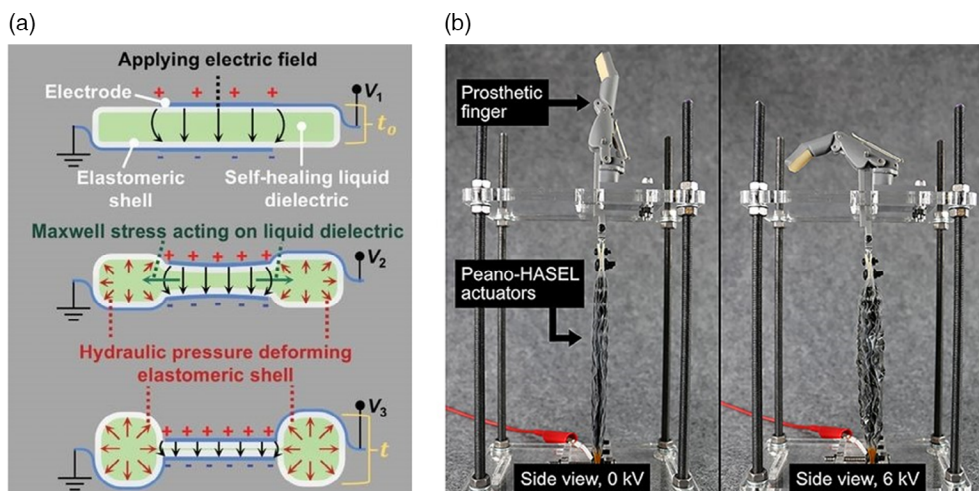 (a)
Applying electric field
+ + + +
Electrode
V1
to
- - - -
Elastomeric
shell
Self-healing liquid
dielectric
Maxwell stress acting on liquid dielectric
+ + + + + +
V2
- - - - - -
Hydraulic pressure deforming
elastomeric shell
+ + + + + + +
V3
t
- - - - - - -
(b)
Prosthetic
finger
Peano-HASEL
actuators
Side view, 0 kV
Side view, 6 kV